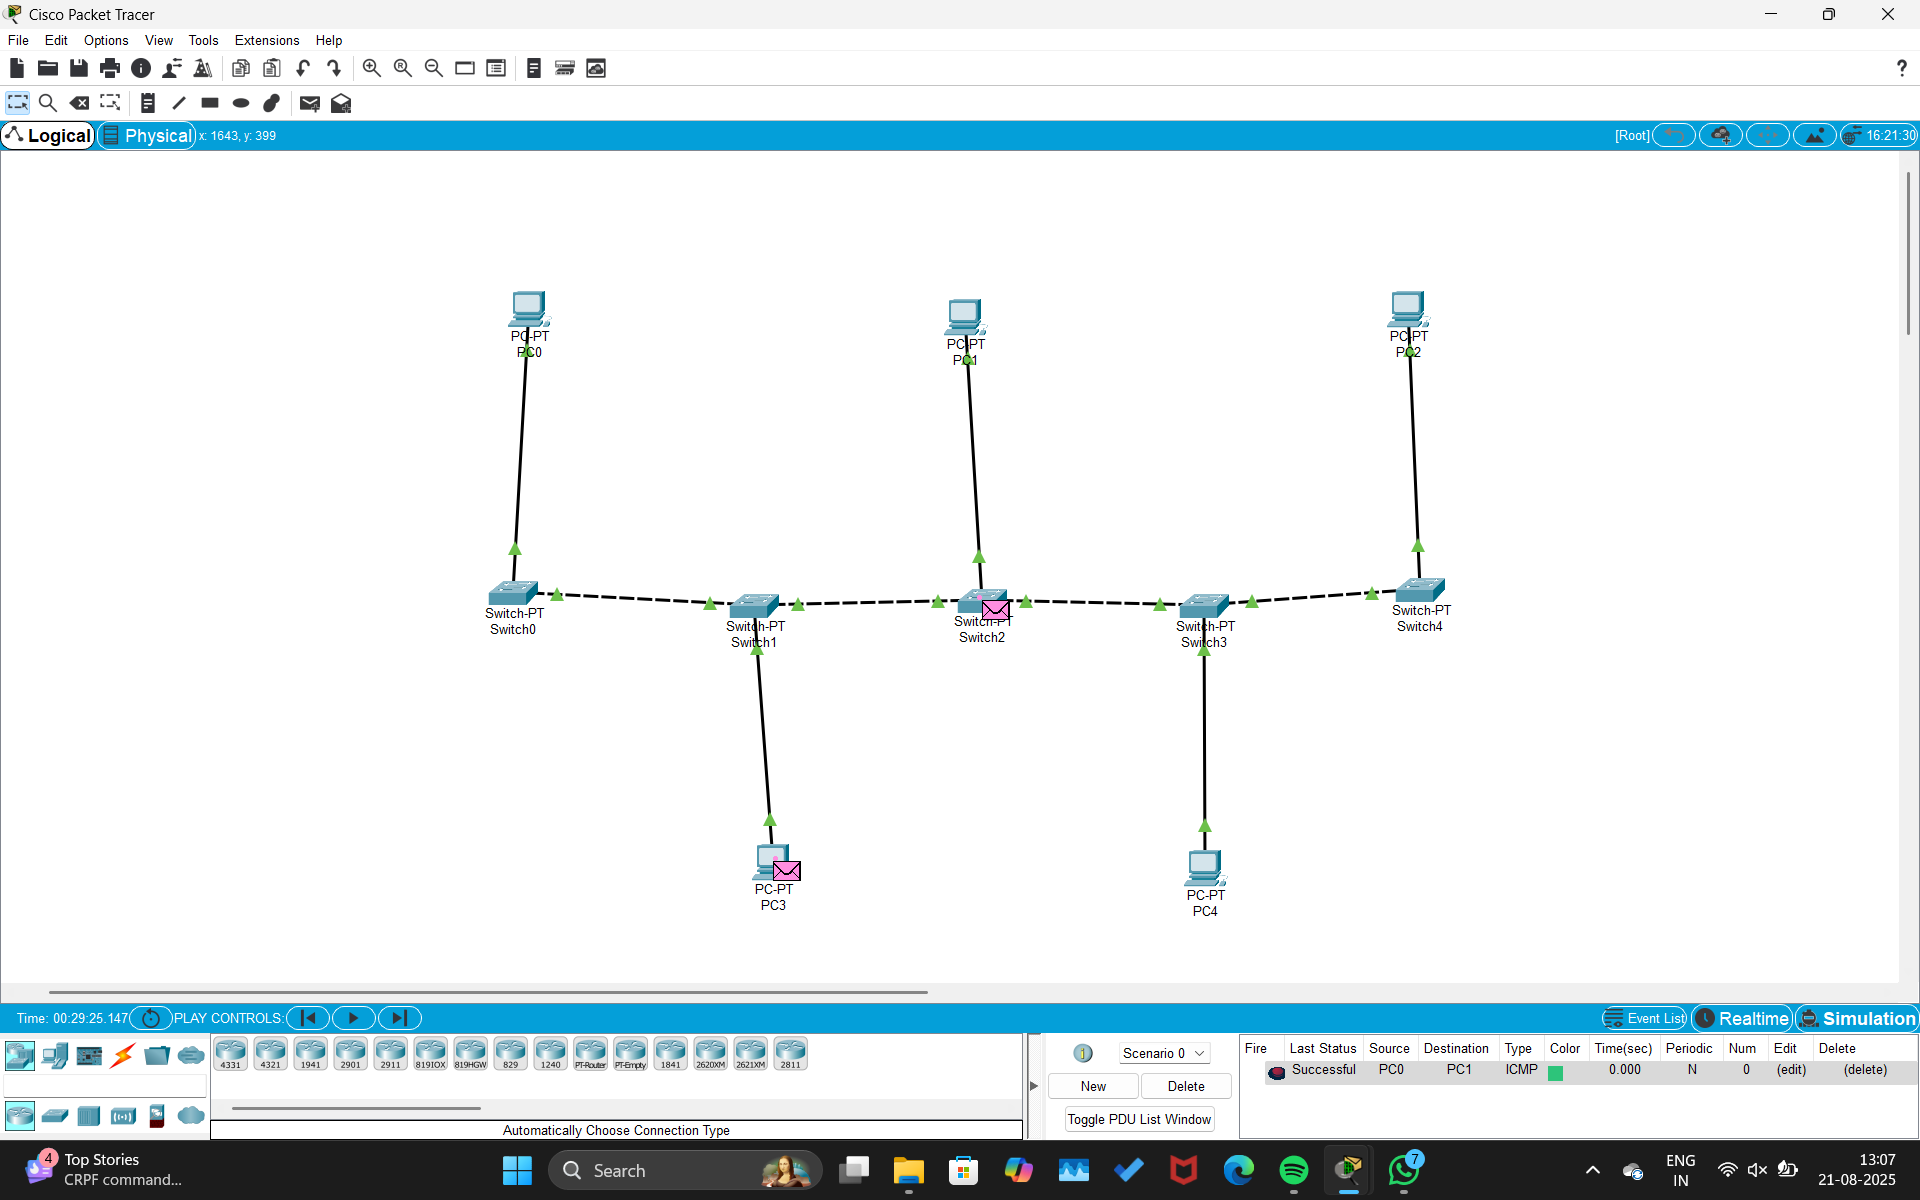 Cisco Packet Tracer
File Edit Options View Tools Extensions Help
?
Logical Physical x: 1643, y: 399
[Root] 16:21:30
PC-PT
PC0
PC-PT
PC1
PC-PT
PC2
Switch-PT
Switch0
Switch-PT
Switch1
Switch-PT
Switch2
Switch-PT
Switch3
Switch-PT
Switch4
PC-PT
PC3
PC-PT
PC4
Time: 00:29:25.147 PLAY CONTROLS:
Event List Realtime Simulation
4331 4321 1941 2901 2911 819IOX 819HGW 829 1240 PT-Router PT-Empty 1841 2620XM 2621XM 2811
Automatically Choose Connection Type
Scenario 0
New Delete
Toggle PDU List Window
Fire Last Status Source Destination Type Color Time(sec) Periodic Num Edit Delete
Successful PC0 PC1 ICMP 0.000 N 0 (edit) (delete)
4
Top Stories
CRPF command...
Search
7
ENG
IN
13:07
21-08-2025